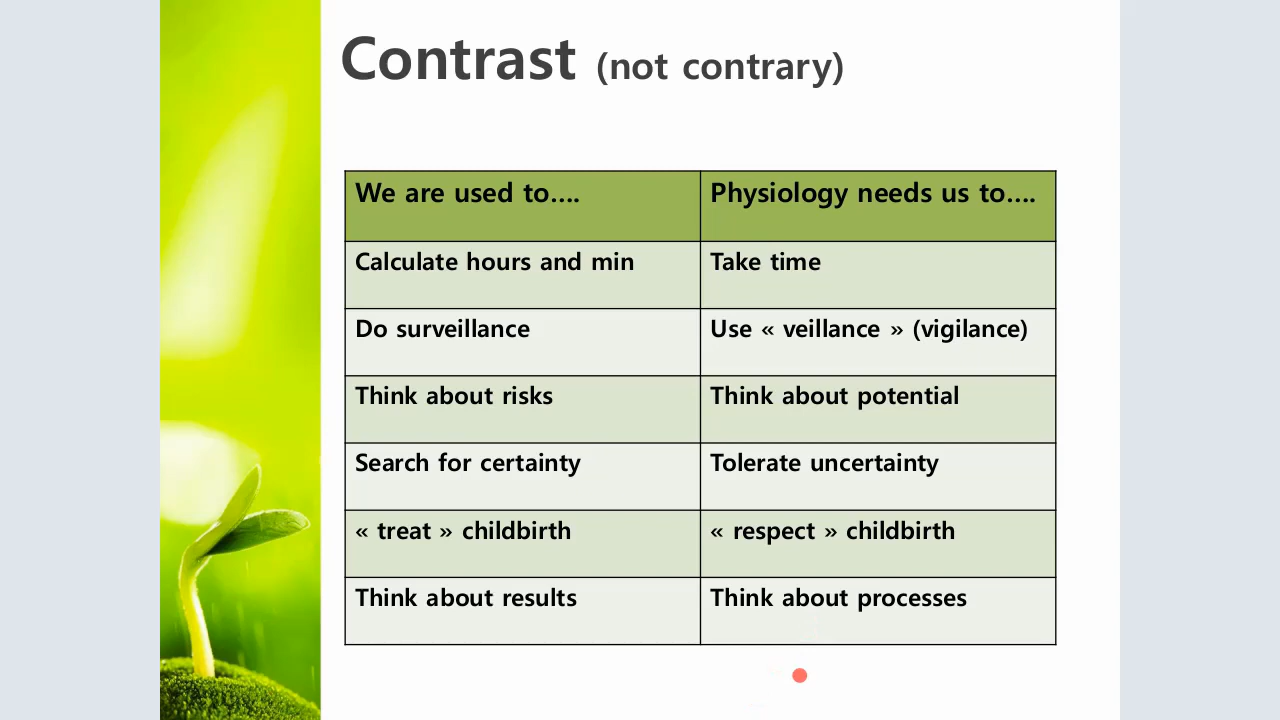 Contrast (not contrary)
We are used to....
Physiology needs us to....
Calculate hours and min
Take time
Do surveillance
Use « veillance » (vigilance)
Think about risks
Think about potential
Search for certainty
Tolerate uncertainty
« treat » childbirth
« respect » childbirth
Think about results
Think about processes